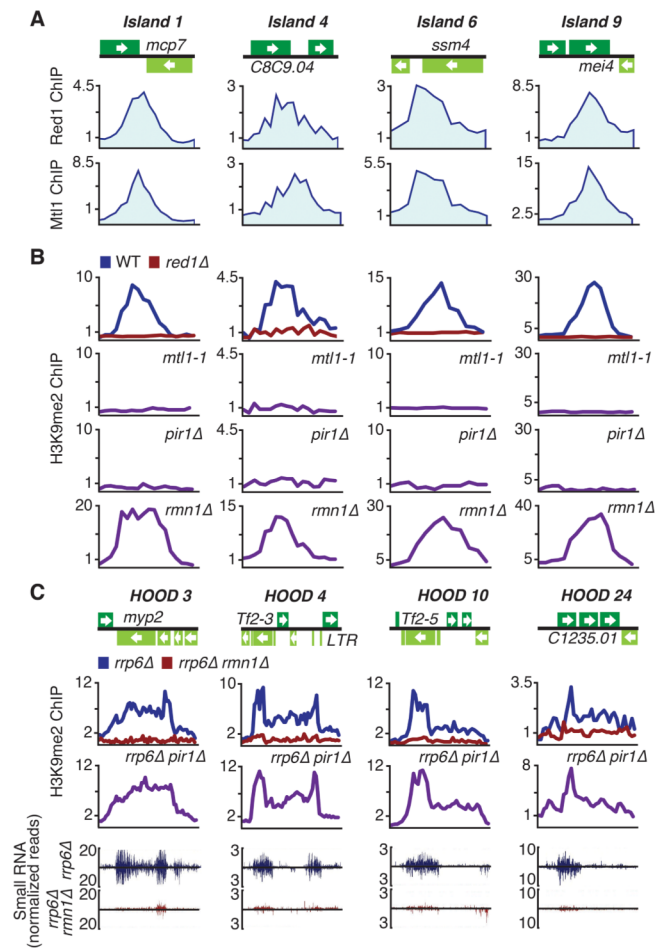 A
Island 1 Island 4 Island 6 Island 9
mcp7 ssm4
C8C9.04 mei4
Red1 ChIP
4.5 3 3 3
1 1 1 1
Mtl1 ChIP
8.5 3 5.5 15
1 1 1 2.5
B
WT red1Δ
H3K9me2 ChIP
10 4.5 15 30
1 1 1 5
mtl1-1 mtl1-1 mtl1-1 mtl1-1
10 4.5 15 30
1 1 1 5
pir1Δ pir1Δ pir1Δ pir1Δ
10 4.5 15 30
1 1 1 5
rmn1Δ rmn1Δ rmn1Δ rmn1Δ
20 15 30 40
1 1 5 5
C
HOOD 3 HOOD 4 HOOD 10 HOOD 24
myp2 Tf2-3 Tf2-5
LTR C1235.01
rrp6Δ rrp6Δ rmn1Δ
H3K9me2 ChIP
12 10 12 3.5
2 2 2 1
rrp6Δ pir1Δ rrp6Δ pir1Δ rrp6Δ pir1Δ rrp6Δ pir1Δ
12 12 12 8
2 2 2 1
Small RNA
(normalized reads)
rrp6Δ
20 3 3 10
20 3 3 10
rrp6Δ
rmn1Δ
20 3 3 10